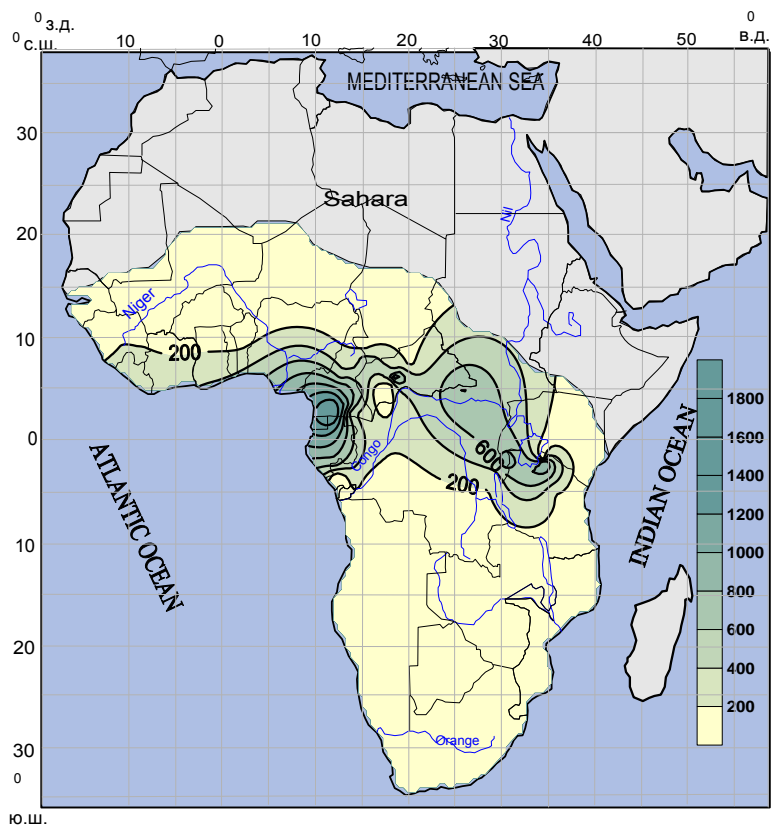 0 з.д.
0 с.ш.
10 0 10 20 30 40 50
0
в.д.
MEDITERRANEAN SEA
30
Sahara
20
Nil
Niger
10
200
0
Congo
600
200
ATLANTIC OCEAN
INDIAN OCEAN
1800
1600
1400
1200
1000
800
600
400
200
10
20
30
Orange
0
ю.ш.